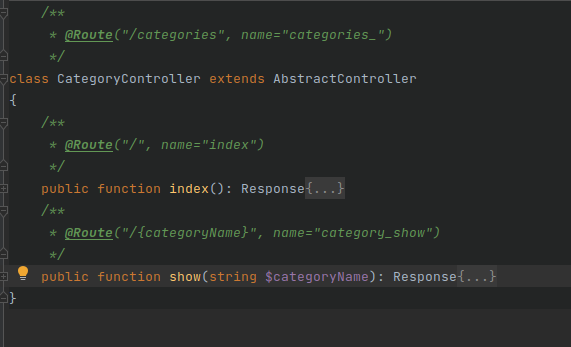 /**
 * @Route("/categories", name="categories_")
 */
class CategoryController extends AbstractController
{
    /**
     * @Route("/", name="index")
     */
    public function index(): Response{...}
    /**
     * @Route("/{categoryName}", name="category_show")
     */
    public function show(string $categoryName): Response{...}
}